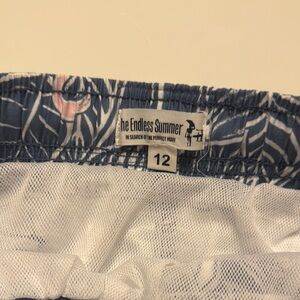 he Endless Summer
IN SEARCH OF THE PERFECT WAVE
12